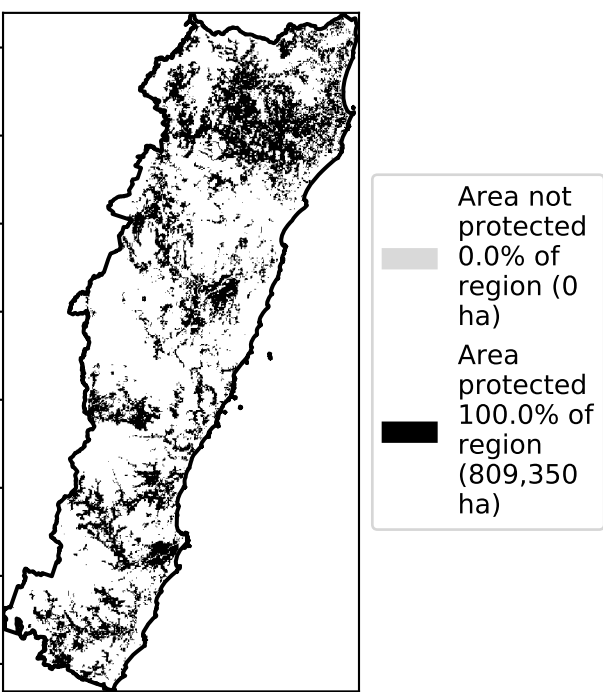 Area not
protected
0.0% of
region (0
ha)
Area
protected
100.0% of
region
(809,350
ha)